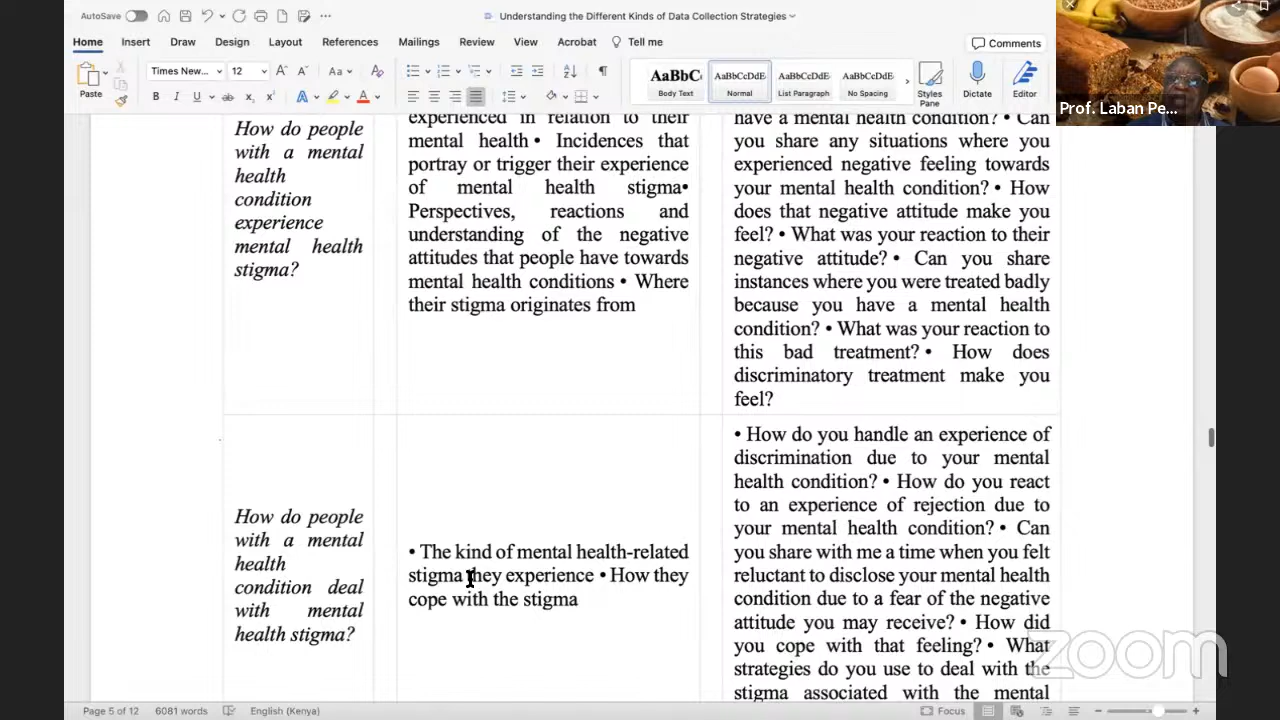 AutoSave
Understanding the Different Kinds of Data Collection Strategies
Home Insert Draw Design Layout References Mailings Review View Acrobat Tell me
Comments
Paste
Times New... 12
Aa
B I U ab x₂ x² A A
AaBbC AaBbCcDdE AaBbCcDdE AaBbCcDdE
Body Text Normal List Paragraph No Spacing
Styles Pane
Dictate
Editor
Prof. Laban Pe...
How do people
with a mental
health
condition
experience
mental health
stigma?
experienced in relation to their
mental health • Incidences that
portray or trigger their experience
of mental health stigma•
Perspectives, reactions and
understanding of the negative
attitudes that people have towards
mental health conditions • Where
their stigma originates from
have a mental health condition? • Can
you share any situations where you
experienced negative feeling towards
your mental health condition? • How
does that negative attitude make you
feel? • What was your reaction to their
negative attitude? • Can you share
instances where you were treated badly
because you have a mental health
condition? • What was your reaction to
this bad treatment? • How does
discriminatory treatment make you
feel?
How do people
with a mental
health
condition deal
with mental
health stigma?
• The kind of mental health-related
stigma they experience • How they
cope with the stigma
• How do you handle an experience of
discrimination due to your mental
health condition? • How do you react
to an experience of rejection due to
your mental health condition? • Can
you share with me a time when you felt
reluctant to disclose your mental health
condition due to a fear of the negative
attitude you may receive? • How did
you cope with that feeling? • What
strategies do you use to deal with the
stigma associated with the mental
zoom
Page 5 of 12 6081 words English (Kenya) Focus